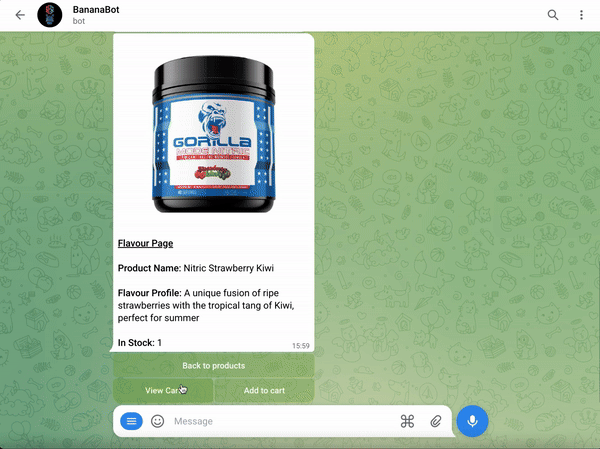 BananaBot
bot
GORILLA
MODE NITRIC
Flavour Page
Product Name: Nitric Strawberry Kiwi
Flavour Profile: A unique fusion of ripe
strawberries with the tropical tang of Kiwi,
perfect for summer
In Stock: 1
15:59
Back to products
View Cart
Add to cart
Message